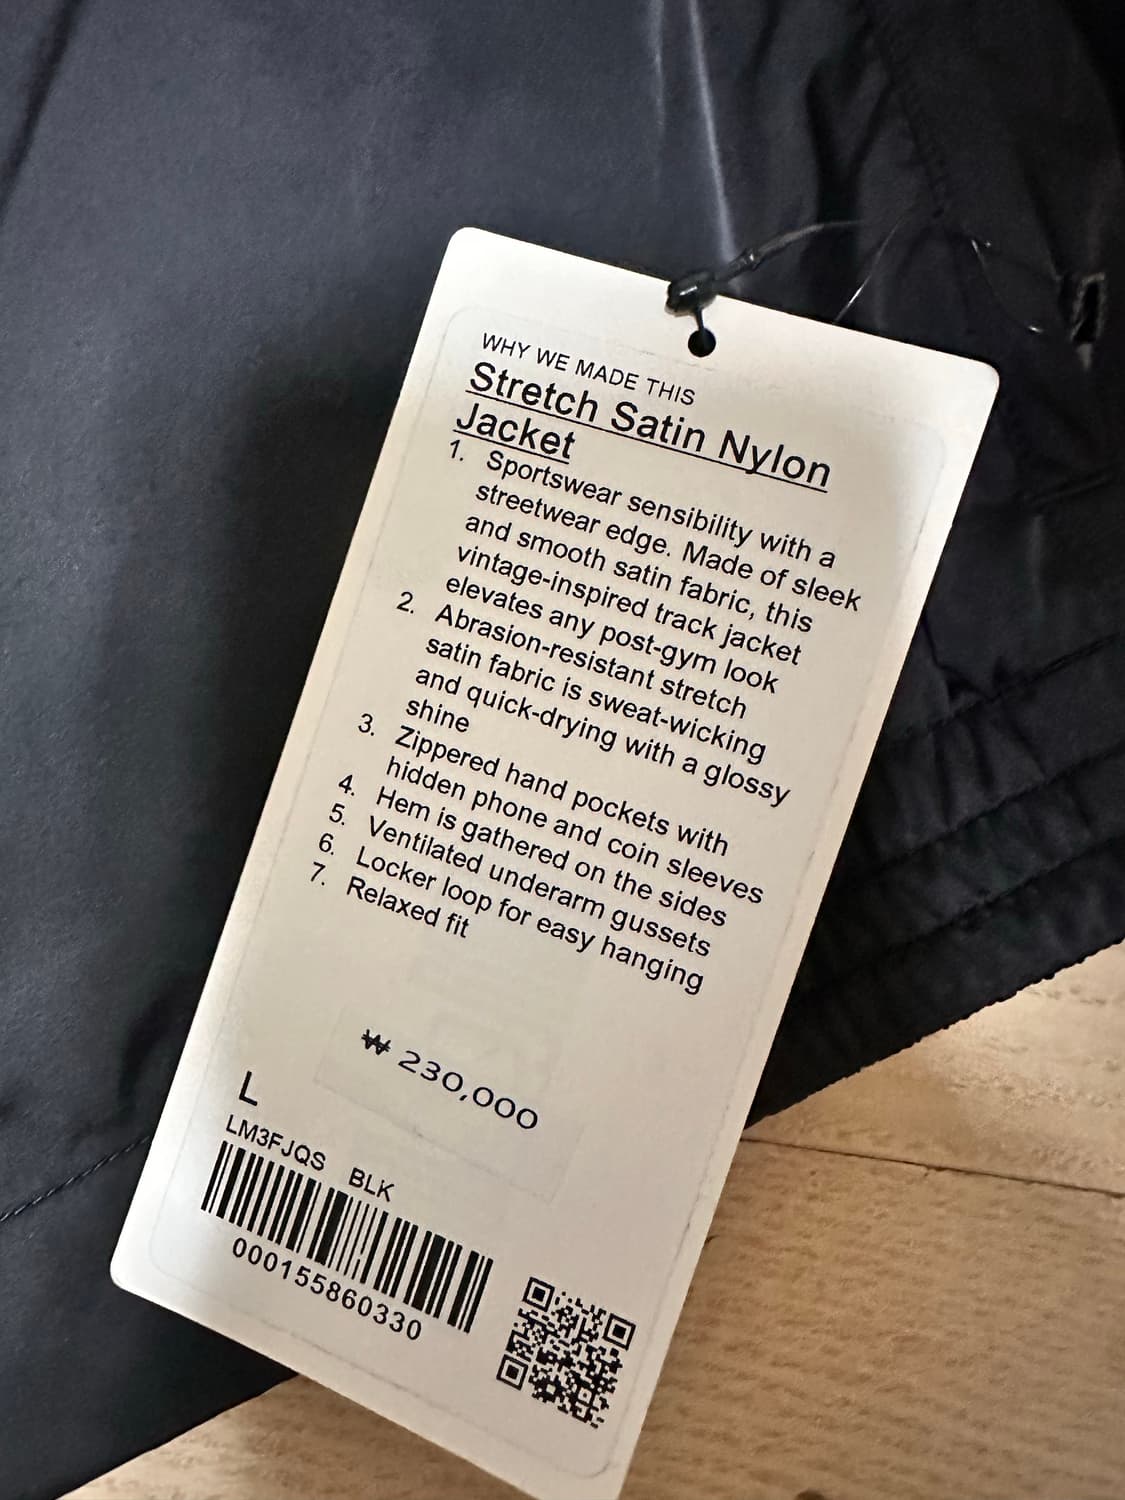 WHY WE MADE THIS
Stretch Satin Nylon
Jacket
1. Sportswear sensibility with a
streetwear edge. Made of sleek
and smooth satin fabric, this
vintage-inspired track jacket
elevates any post-gym look
2. Abrasion-resistant stretch
satin fabric is sweat-wicking
and quick-drying with a glossy
shine
3. Zippered hand pockets with
hidden phone and coin sleeves
4. Hem is gathered on the sides
5. Ventilated underarm gussets
6. Locker loop for easy hanging
7. Relaxed fit
₩ 230,000
L
LM3FJQS BLK
000155860330